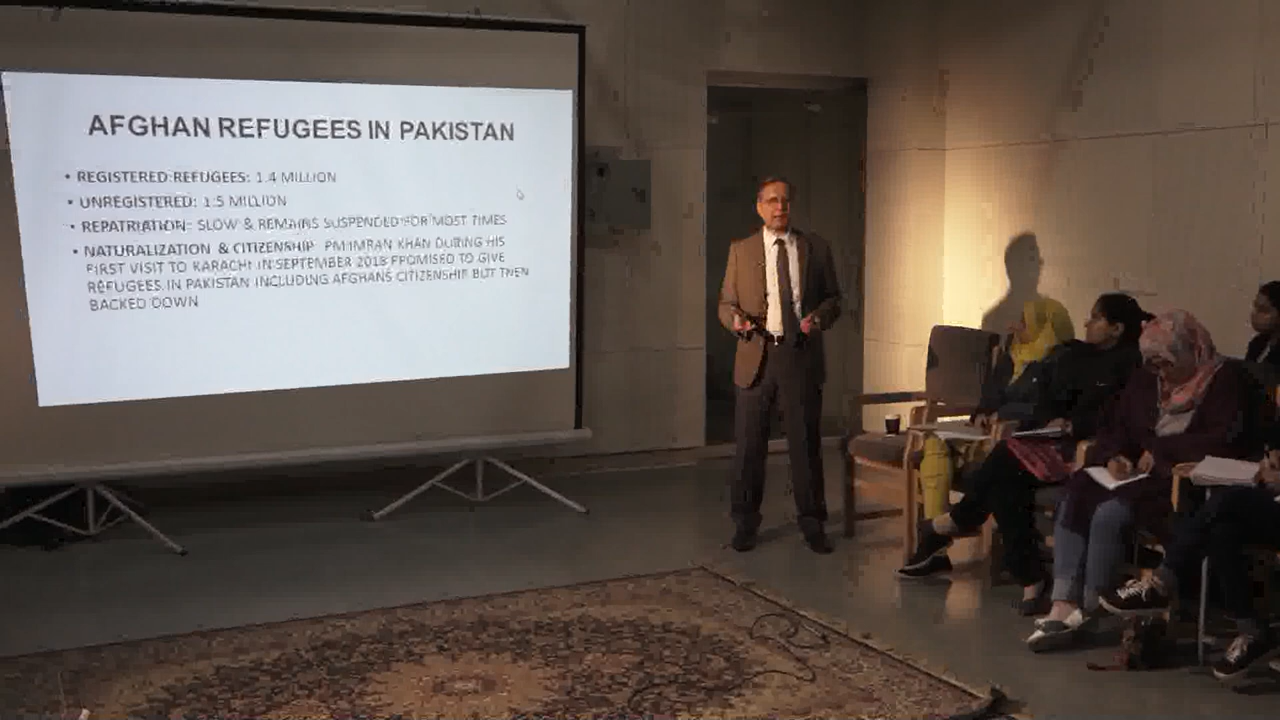 AFGHAN REFUGEES IN PAKISTAN
• REGISTERED REFUGEES: 1.4 MILLION
• UNREGISTERED: 1.5 MILLION
• REPATRIATION: SLOW & REMAINS SUSPENDED FOR MOST TIMES
• NATURALIZATION & CITIZENSHIP PM IMRAN KHAN DURING HIS
FIRST VISIT TO KARACHI IN SEPTEMBER 2018 PROMISED TO GIVE
REFUGEES IN PAKISTAN INCLUDING AFGHANS CITIZENSHIP BUT THEN
BACKED DOWN